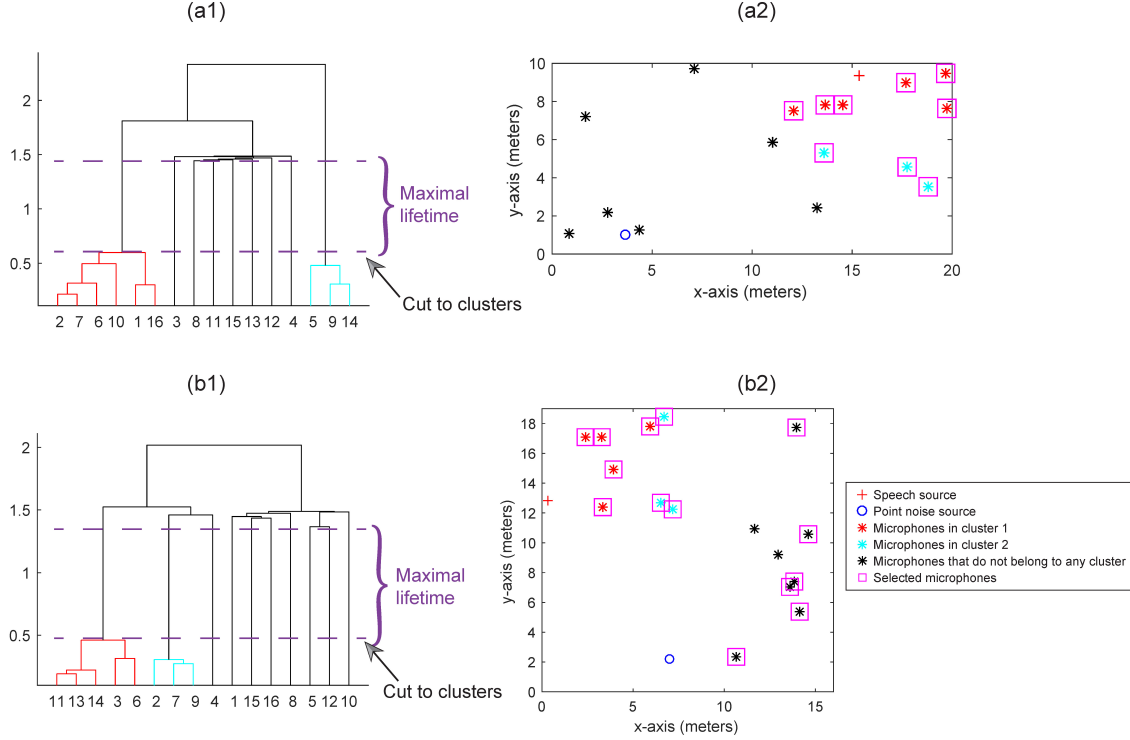 (a1)
2
1.5
1
0.5
2 7 6 10 1 16 3 8 11 15 13 12 4 5 9 14
Maximal
lifetime
Cut to clusters
(a2)
y-axis (meters)
10
8
6
4
2
0
0 5 10 15 20
x-axis (meters)
(b1)
2
1.5
1
0.5
11 13 14 3 6 2 7 9 4 1 15 16 8 5 12 10
Maximal
lifetime
Cut to clusters
(b2)
y-axis (meters)
18
16
14
12
10
8
6
4
2
0
0 5 10 15
x-axis (meters)
Speech source
Point noise source
Microphones in cluster 1
Microphones in cluster 2
Microphones that do not belong to any cluster
Selected microphones